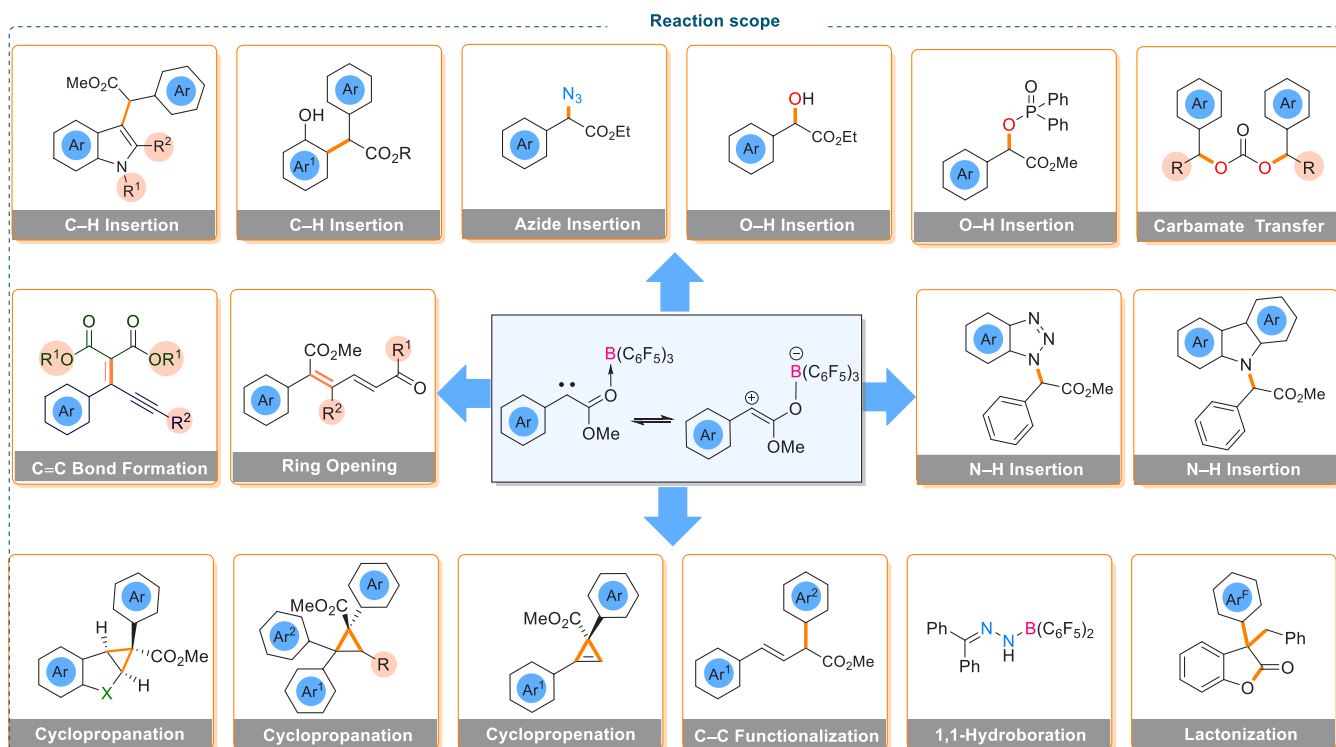 Reaction scope
MeO₂C
Ar
Ar
R²
N
R¹
C–H Insertion
Ar
OH
Ar¹
CO₂R
C–H Insertion
N₃
Ar
CO₂Et
Azide Insertion
OH
Ar
CO₂Et
O–H Insertion
O
P
Ph
Ph
O
Ar
CO₂Me
O–H Insertion
Ar
Ar
O
R
O
O
R
Carbamate Transfer
O
O
R¹O
OR¹
Ar
R²
C=C Bond Formation
MeO₂C
R¹
O
Ar
R²
Ring Opening
B(C₆F₅)₃
O
OMe
Ar
⊖
B(C₆F₅)₃
⊕
O
OMe
Ar
N
N
N
Ar
CO₂Me
N–H Insertion
Ar
Ar
N
CO₂Me
N–H Insertion
Ar
H
CO₂Me
H
Ar
X
Cyclopropanation
MeO₂C
Ar
Ar²
R
Ar¹
Cyclopropanation
MeO₂C
Ar
Ar¹
Cyclopropenation
Ar²
Ar¹
CO₂Me
C–C Functionalization
Ph
N
N
H
B(C₆F₅)₂
Ph
1,1-Hydroboration
Arᶠ
Ph
O
O
Lactonization